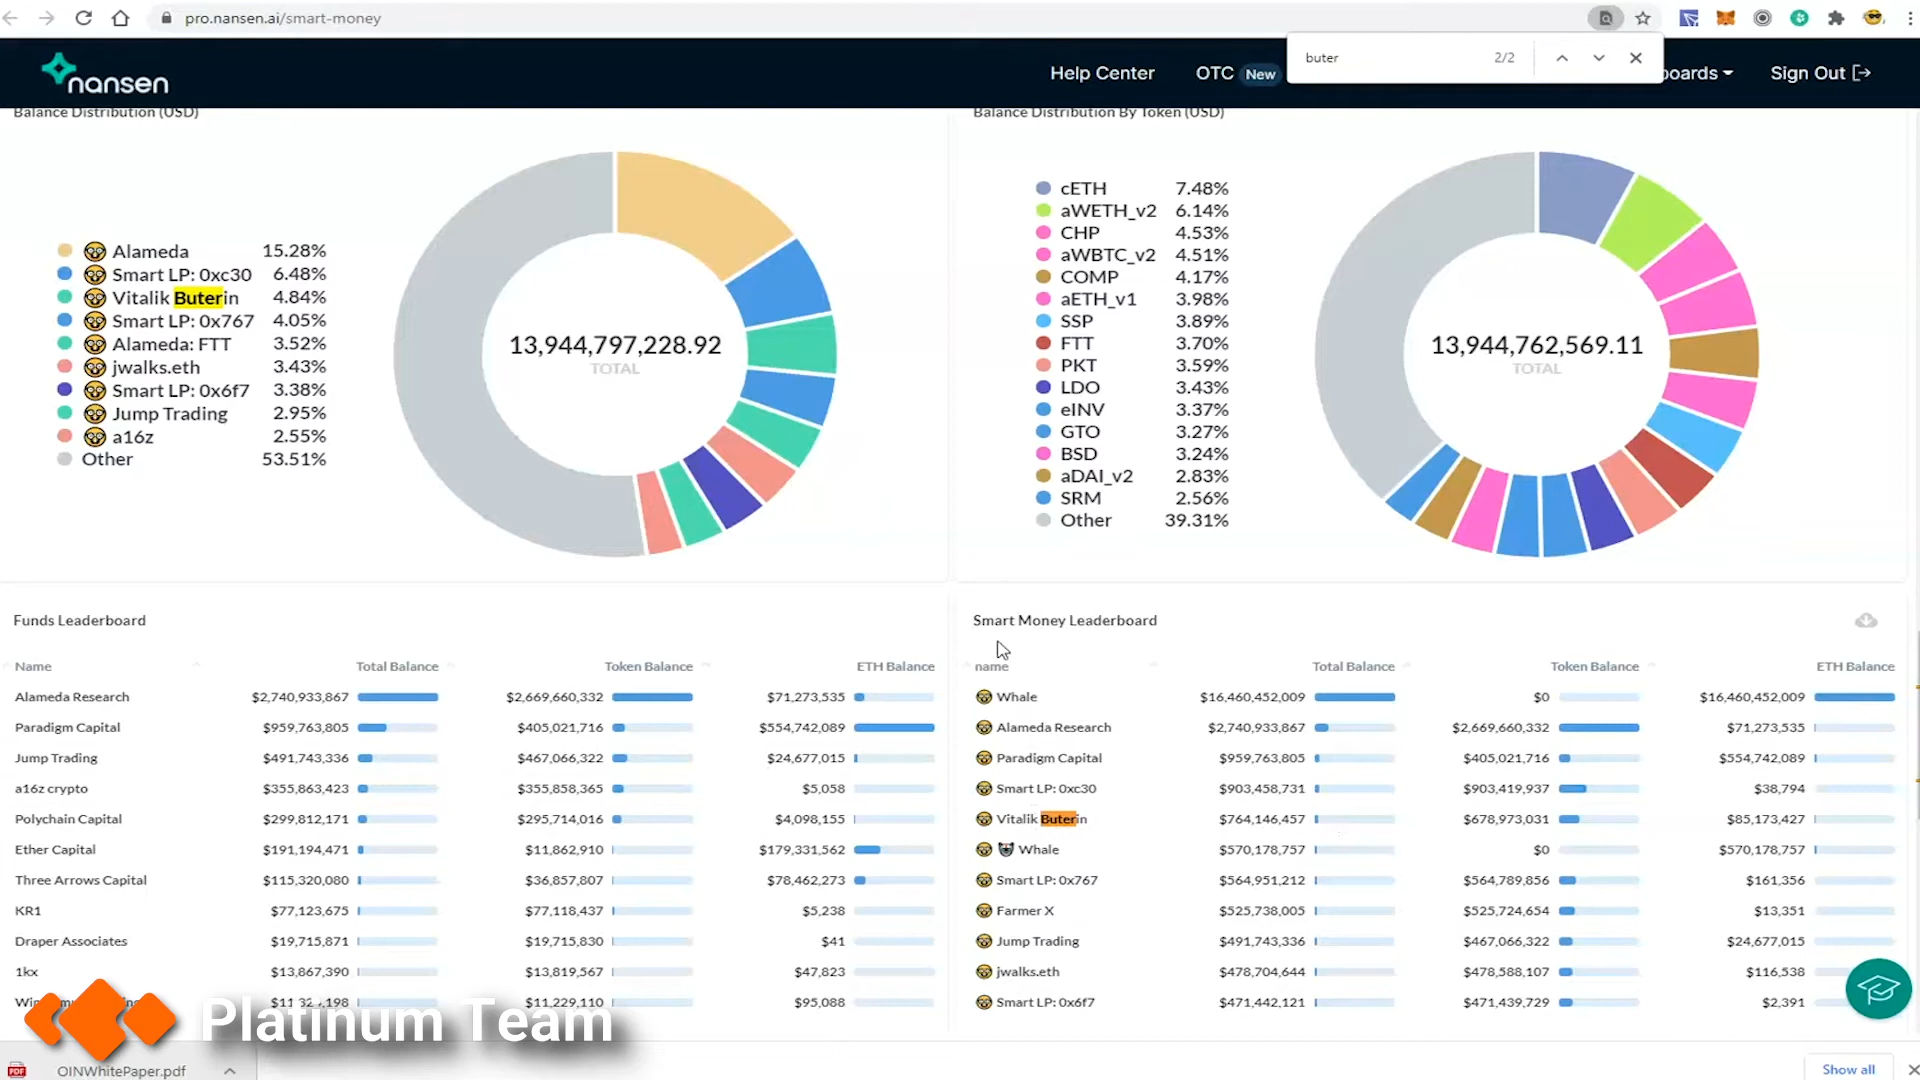 pro.nansen.ai/smart-money
buter 2/2
nansen
Help Center OTC New boards Sign Out
Balance Distribution (USD)
Alameda 15.28%
Smart LP: 0xc30 6.48%
Vitalik Buterin 4.84%
Smart LP: 0x767 4.05%
Alameda: FTT 3.52%
jwalks.eth 3.43%
Smart LP: 0x6f7 3.38%
Jump Trading 2.95%
a16z 2.55%
Other 53.51%
13,944,797,228.92
TOTAL
Balance Distribution By Token (USD)
cETH 7.48%
aWETH_v2 6.14%
CHP 4.53%
aWBTC_v2 4.51%
COMP 4.17%
aETH_v1 3.98%
SSP 3.89%
FTT 3.70%
PKT 3.59%
LDO 3.43%
eINV 3.37%
GTO 3.27%
BSD 3.24%
aDAI_v2 2.83%
SRM 2.56%
Other 39.31%
13,944,762,569.11
TOTAL
Funds Leaderboard
Name Total Balance Token Balance ETH Balance
Alameda Research $2,740,933,867 $2,669,660,332 $71,273,535
Paradigm Capital $959,763,805 $405,021,716 $554,742,089
Jump Trading $491,743,336 $467,066,322 $24,677,015
a16z crypto $355,863,423 $355,858,365 $5,058
Polychain Capital $299,812,171 $295,714,016 $4,098,155
Ether Capital $191,194,471 $11,862,910 $179,331,562
Three Arrows Capital $115,320,080 $36,857,807 $78,462,273
KR1 $77,123,675 $77,118,437 $5,238
Draper Associates $19,715,871 $19,715,830 $41
1kx $13,867,390 $13,819,567 $47,823
$11,229,110 $95,088
Smart Money Leaderboard
name Total Balance Token Balance ETH Balance
Whale $16,460,452,009 $0 $16,460,452,009
Alameda Research $2,740,933,867 $2,669,660,332 $71,273,535
Paradigm Capital $959,763,805 $405,021,716 $554,742,089
Smart LP: 0xc30 $903,458,731 $903,419,937 $38,794
Vitalik Buterin $764,146,457 $678,973,031 $85,173,427
Whale $570,178,757 $0 $570,178,757
Smart LP: 0x767 $564,951,212 $564,789,856 $161,356
Farmer X $525,738,005 $525,724,654 $13,351
Jump Trading $491,743,336 $467,066,322 $24,677,015
jwalks.eth $478,704,644 $478,588,107 $116,538
Smart LP: 0x6f7 $471,442,121 $471,439,729 $2,391
Platinum Team
PDF OINWhitePaper.pdf
Show all